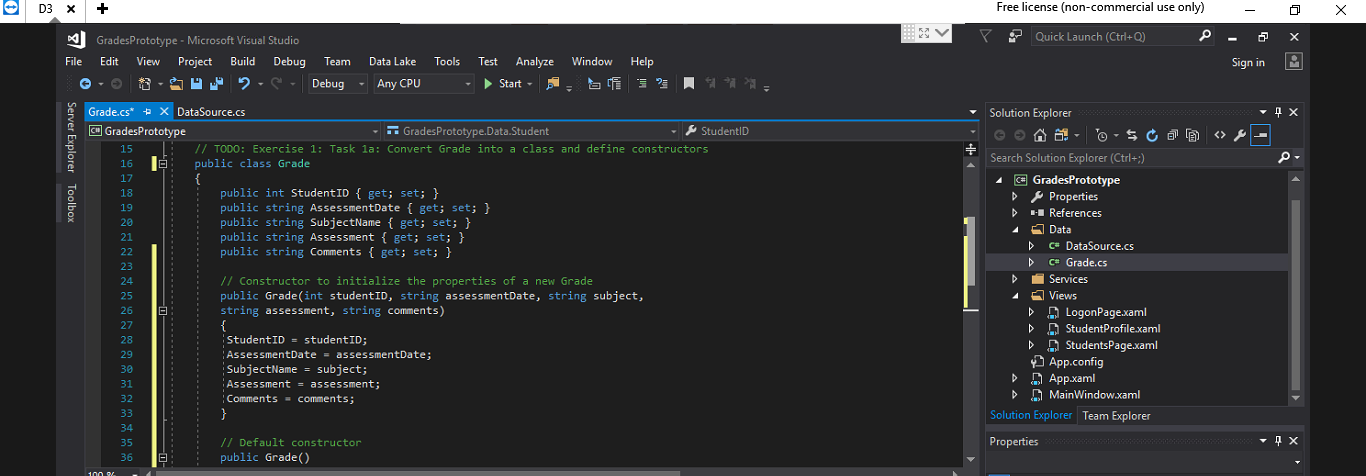 D3 × +
Free license (non-commercial use only)
GradesPrototype - Microsoft Visual Studio
Quick Launch (Ctrl+Q)
File Edit View Project Build Debug Team Data Lake Tools Test Analyze Window Help
Sign in
Debug Any CPU Start
Server Explorer
Toolbox
Grade.cs* DataSource.cs
GradesPrototype GradesPrototype.Data.Student StudentID
15 // TODO: Exercise 1: Task 1a: Convert Grade into a class and define constructors
16 public class Grade
17 {
18 public int StudentID { get; set; }
19 public string AssessmentDate { get; set; }
20 public string SubjectName { get; set; }
21 public string Assessment { get; set; }
22 public string Comments { get; set; }
23
24 // Constructor to initialize the properties of a new Grade
25 public Grade(int studentID, string assessmentDate, string subject,
26 string assessment, string comments)
27 {
28 StudentID = studentID;
29 AssessmentDate = assessmentDate;
30 SubjectName = subject;
31 Assessment = assessment;
32 Comments = comments;
33 }
34
35 // Default constructor
36 public Grade()
100 %
Solution Explorer
Search Solution Explorer (Ctrl+;)
C# GradesPrototype
Properties
References
Data
C# DataSource.cs
C# Grade.cs
Services
Views
LogonPage.xaml
StudentProfile.xaml
StudentsPage.xaml
App.config
App.xaml
MainWindow.xaml
Solution Explorer Team Explorer
Properties